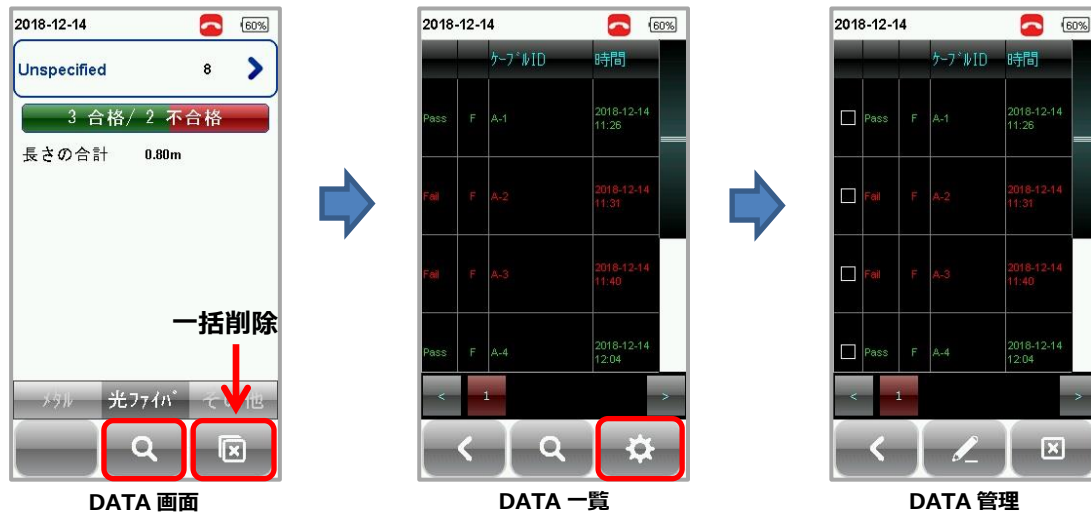 2018-12-14
60%
Unspecified 8
3 合格/ 2 不合格
長さの合計 0.80m
一括削除
メタル 光ファイバ その他
DATA 画面
2018-12-14
60%
ケーブルID 時間
Pass F A-1 2018-12-14
11:26
Fail F A-2 2018-12-14
11:31
Fail F A-3 2018-12-14
11:40
Pass F A-4 2018-12-14
12:04
< 1 >
DATA 一覧
2018-12-14
60%
ケーブルID 時間
Pass F A-1 2018-12-14
11:26
Fail F A-2 2018-12-14
11:31
Fail F A-3 2018-12-14
11:40
Pass F A-4 2018-12-14
12:04
< 1 >
DATA 管理